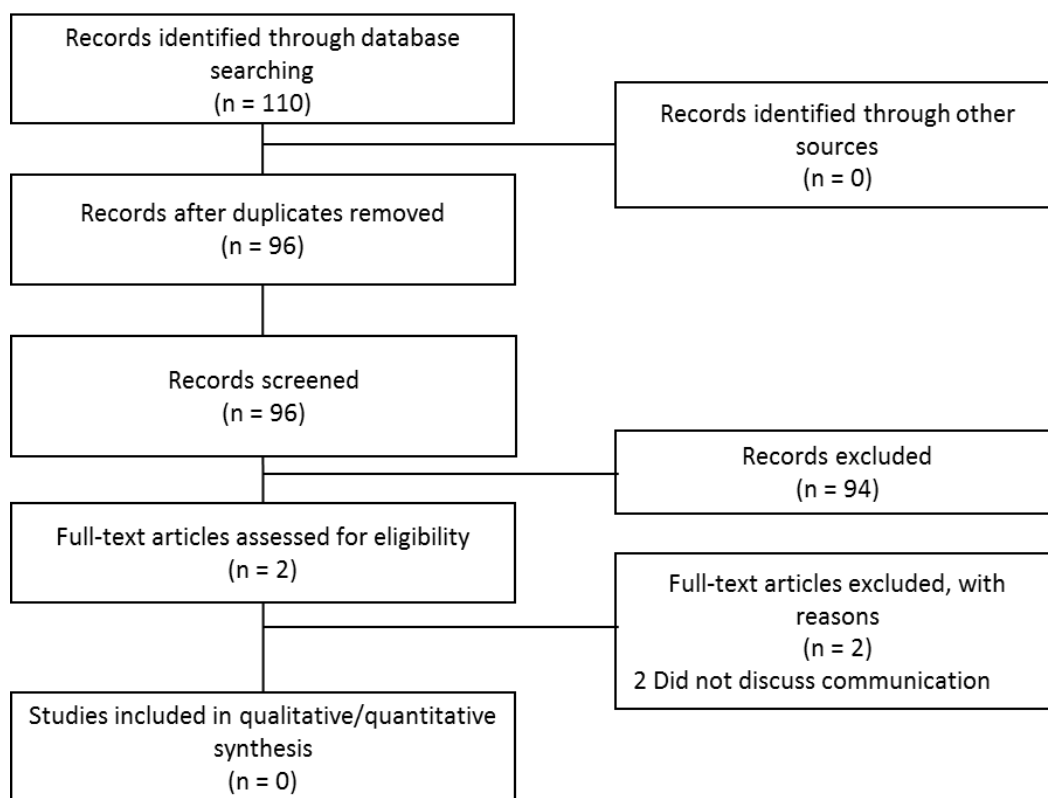 Records identified through database
searching
(n = 110)
Records identified through other
sources
(n = 0)
Records after duplicates removed
(n = 96)
Records screened
(n = 96)
Records excluded
(n = 94)
Full-text articles assessed for eligibility
(n = 2)
Full-text articles excluded, with
reasons
(n = 2)
2 Did not discuss communication
Studies included in qualitative/quantitative
synthesis
(n = 0)